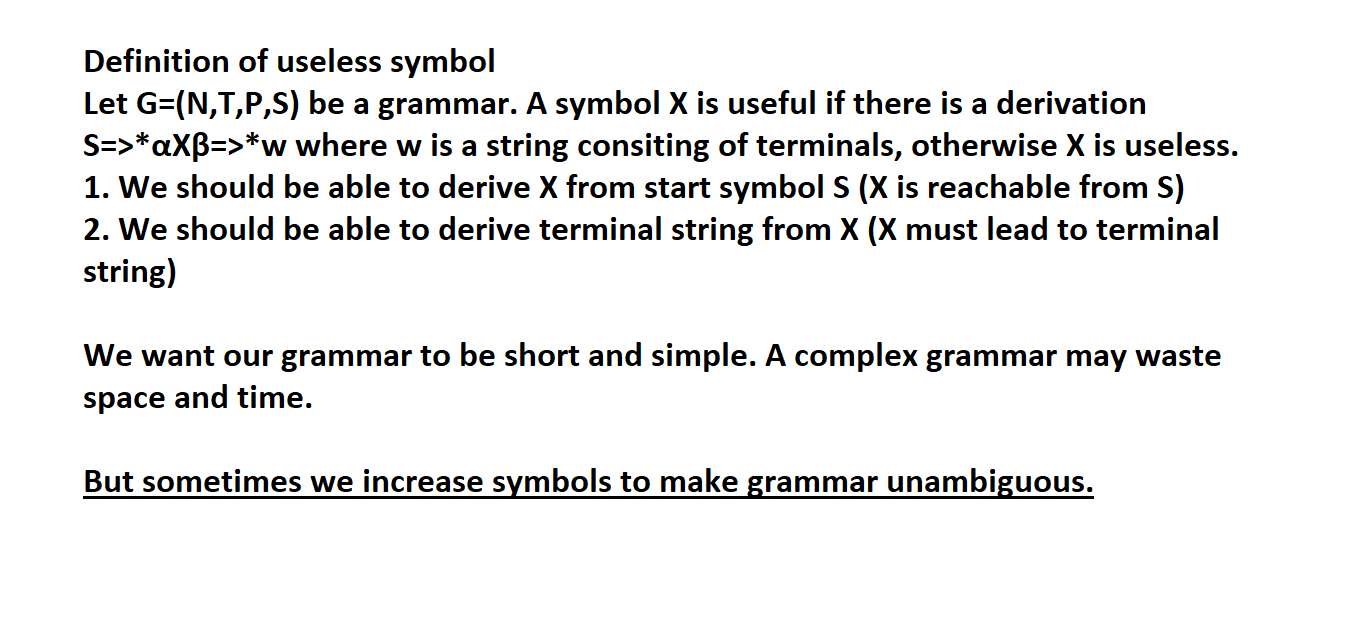 Definition of useless symbol
Let G=(N,T,P,S) be a grammar. A symbol X is useful if there is a derivation
S=>*αXβ=>*w where w is a string consiting of terminals, otherwise X is useless.
1. We should be able to derive X from start symbol S (X is reachable from S)
2. We should be able to derive terminal string from X (X must lead to terminal
string)
We want our grammar to be short and simple. A complex grammar may waste
space and time.
But sometimes we increase symbols to make grammar unambiguous.